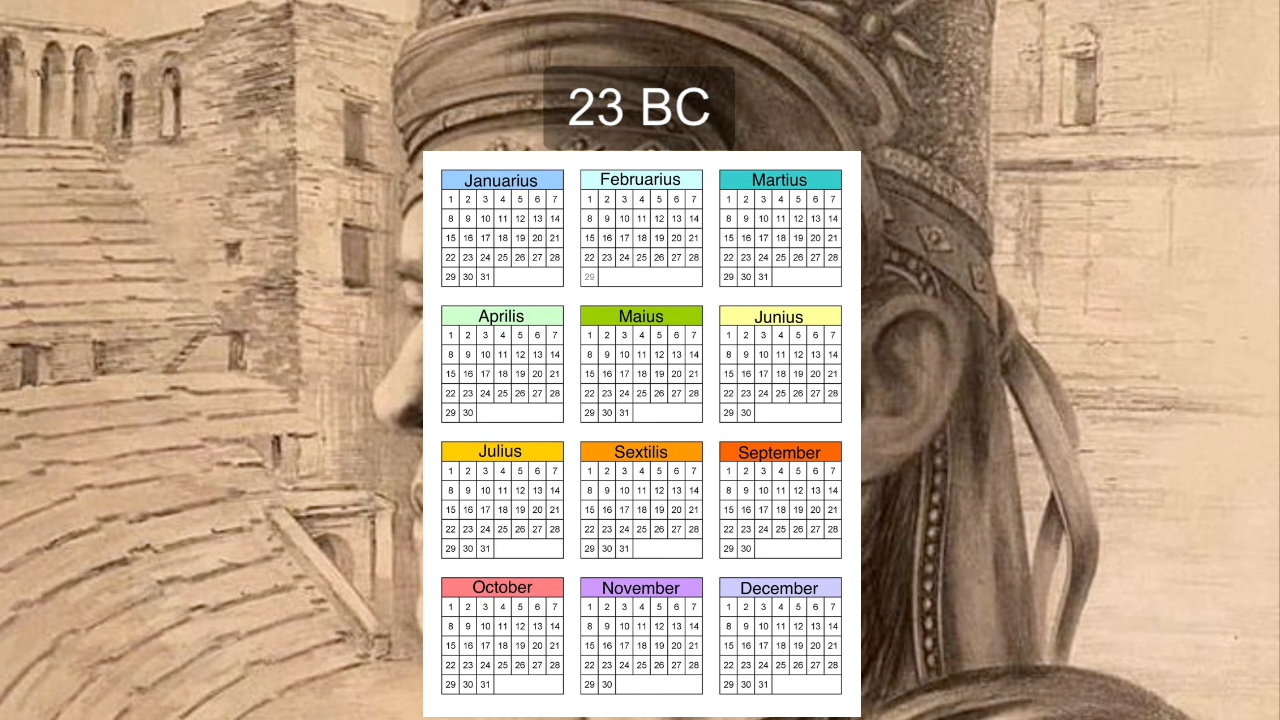 23 BC
Januarius Februarius Martius
1 2 3 4 5 6 7 1 2 3 4 5 6 7 1 2 3 4 5 6 7
8 9 10 11 12 13 14 8 9 10 11 12 13 14 8 9 10 11 12 13 14
15 16 17 18 19 20 21 15 16 17 18 19 20 21 15 16 17 18 19 20 21
22 23 24 25 26 27 28 22 23 24 25 26 27 28 22 23 24 25 26 27 28
29 30 31 29 29 30 31
Aprilis Maius Junius
1 2 3 4 5 6 7 1 2 3 4 5 6 7 1 2 3 4 5 6 7
8 9 10 11 12 13 14 8 9 10 11 12 13 14 8 9 10 11 12 13 14
15 16 17 18 19 20 21 15 16 17 18 19 20 21 15 16 17 18 19 20 21
22 23 24 25 26 27 28 22 23 24 25 26 27 28 22 23 24 25 26 27 28
29 30 29 30 31 29 30
Julius Sextilis September
1 2 3 4 5 6 7 1 2 3 4 5 6 7 1 2 3 4 5 6 7
8 9 10 11 12 13 14 8 9 10 11 12 13 14 8 9 10 11 12 13 14
15 16 17 18 19 20 21 15 16 17 18 19 20 21 15 16 17 18 19 20 21
22 23 24 25 26 27 28 22 23 24 25 26 27 28 22 23 24 25 26 27 28
29 30 31 29 30 31 29 30
October November December
1 2 3 4 5 6 7 1 2 3 4 5 6 7 1 2 3 4 5 6 7
8 9 10 11 12 13 14 8 9 10 11 12 13 14 8 9 10 11 12 13 14
15 16 17 18 19 20 21 15 16 17 18 19 20 21 15 16 17 18 19 20 21
22 23 24 25 26 27 28 22 23 24 25 26 27 28 22 23 24 25 26 27 28
29 30 31 29 30 29 30 31